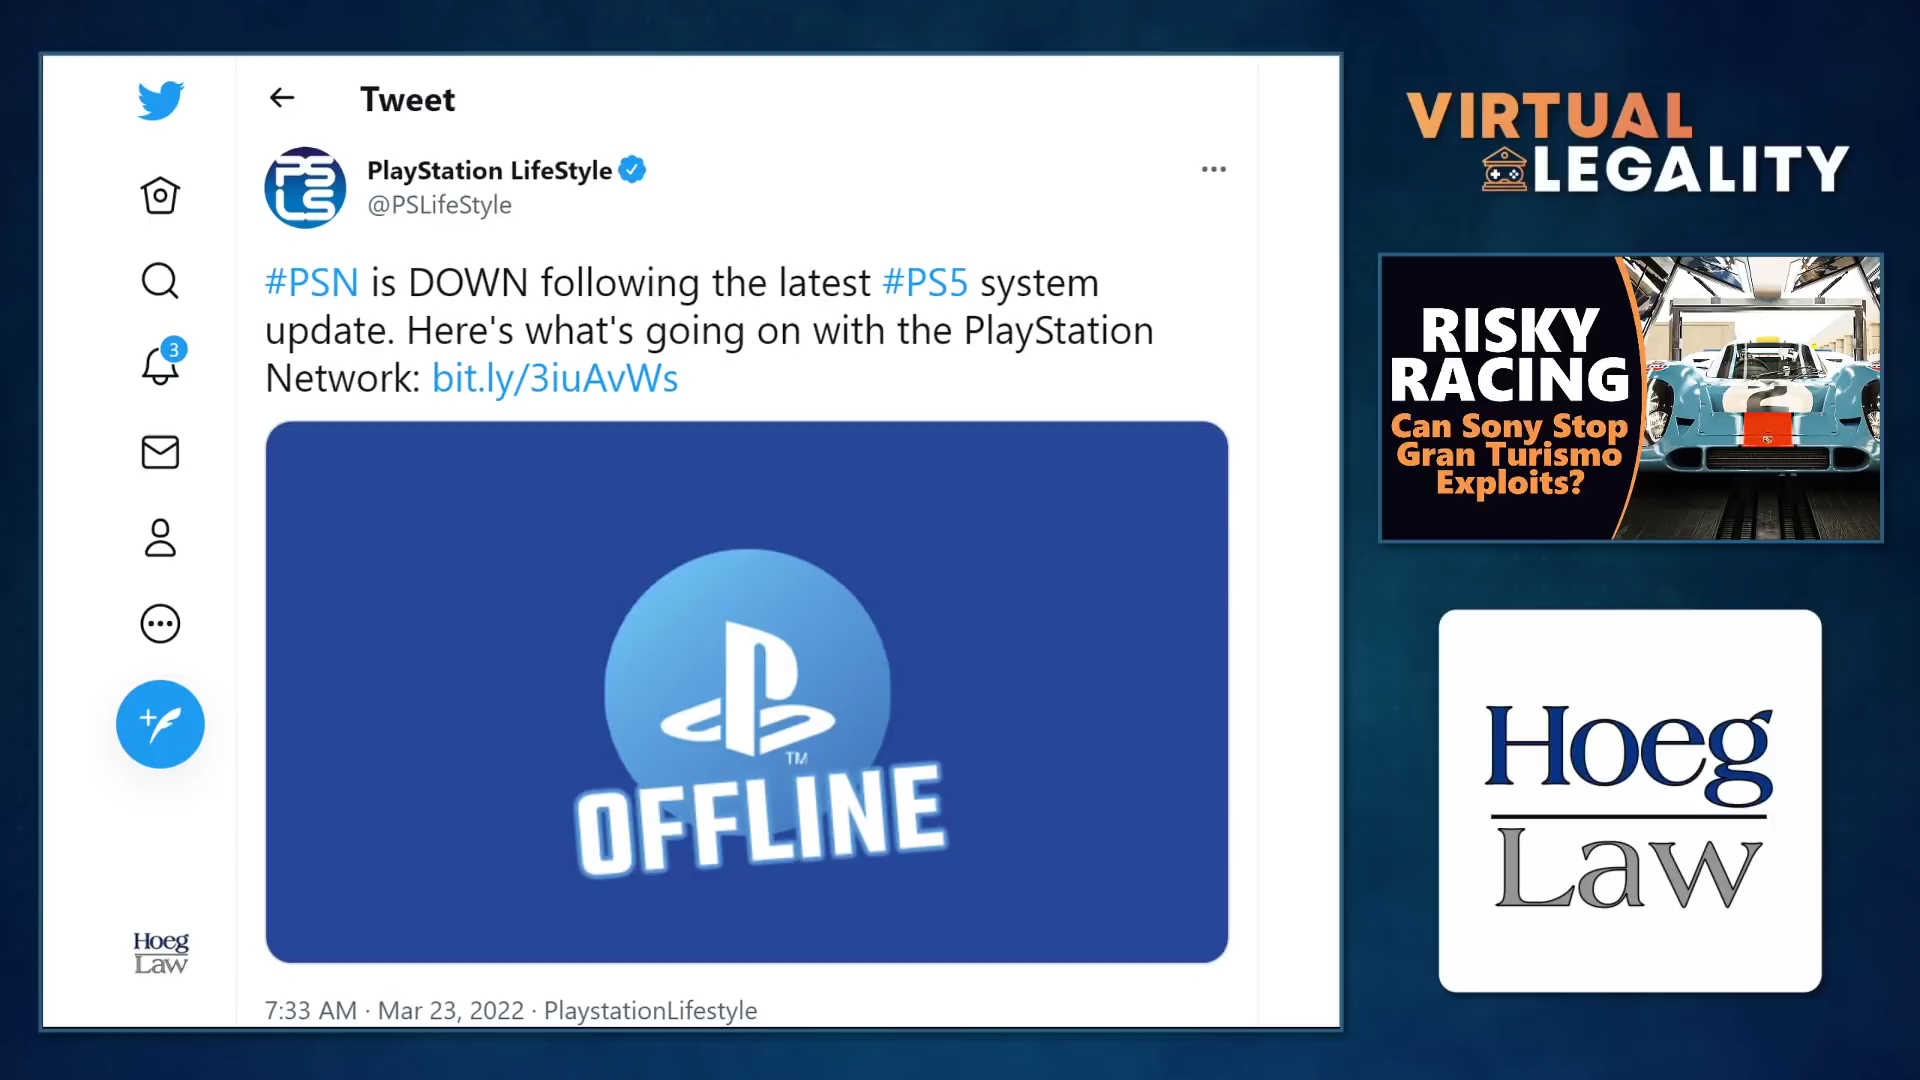 Tweet
PlayStation LifeStyle
@PSLifeStyle
#PSN is DOWN following the latest #PS5 system
update. Here's what's going on with the PlayStation
Network: bit.ly/3iuAvWs
3
TM
OFFLINE
Hoeg
Law
7:33 AM · Mar 23, 2022 · PlaystationLifestyle
VIRTUAL
LEGALITY
RISKY
RACING
Can Sony Stop
Gran Turismo
Exploits?
2
Hoeg
Law